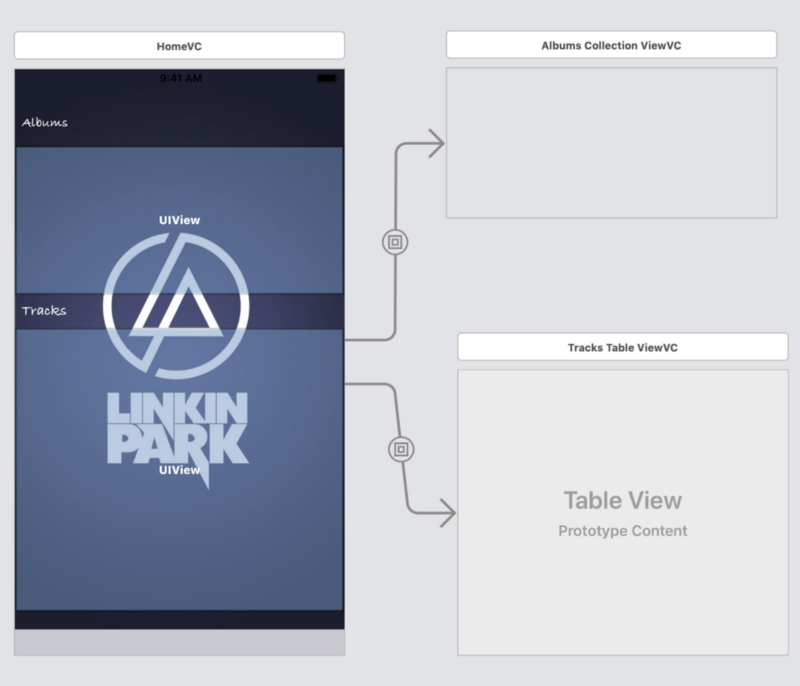 HomeVC
9:41 AM
Albums
UIView
Tracks
LINKIN
PARK
UIView
Albums Collection ViewVC
Tracks Table ViewVC
Table View
Prototype Content